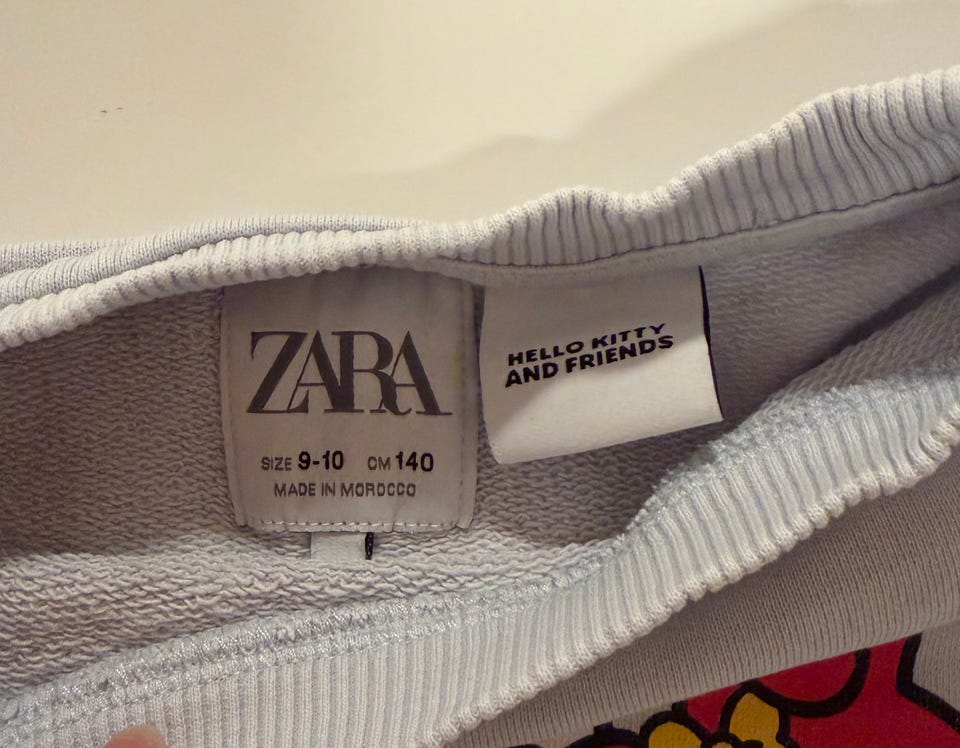 ZARA
SIZE 9-10 CM 140
MADE IN MOROCCO
HELLO KITTY
AND FRIENDS